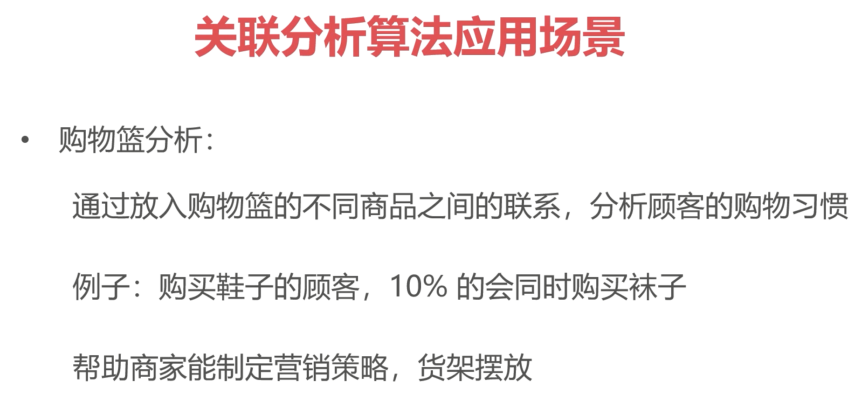 关联分析算法应用场景
• 购物篮分析：
通过放入购物篮的不同商品之间的联系，分析顾客的购物习惯
例子：购买鞋子的顾客，10% 的会同时购买袜子
帮助商家能制定营销策略，货架摆放